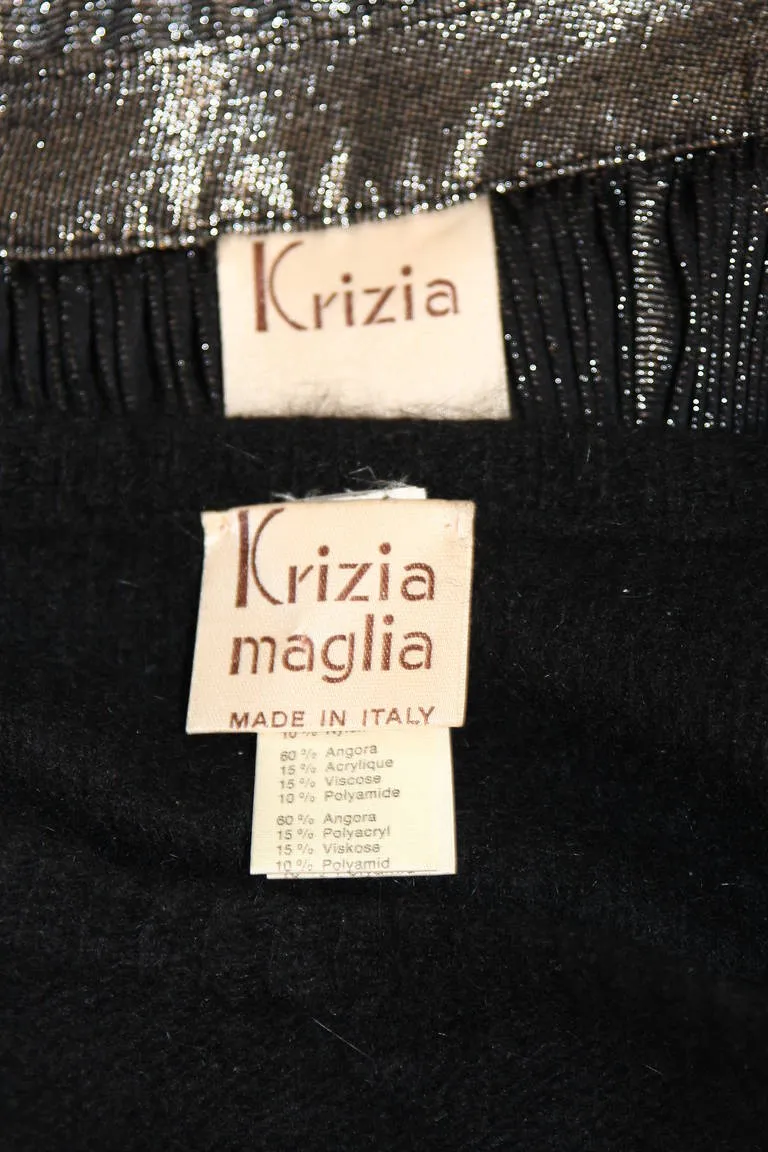 Krizia
Krizia
maglia
MADE IN ITALY
10 %
60 % Angora
15 % Acrylique
15 % Viscose
10 % Polyamide
60 % Angora
15 % Polyacryl
15 % Viskose
10 % Polyamid